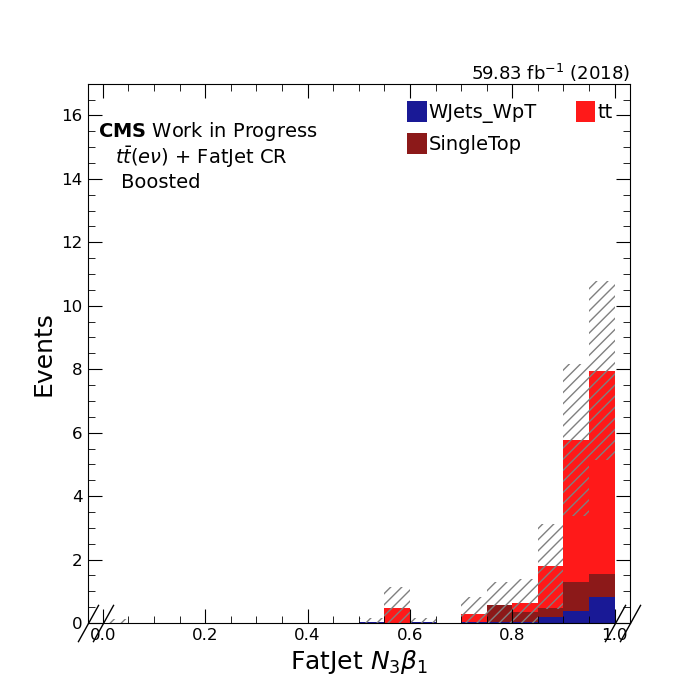 59.83 fb⁻¹ (2018)
CMS Work in Progress
tt̄(eν) + FatJet CR
Boosted
WJets_WpT
tt
SingleTop
Events
16
14
12
10
8
6
4
2
0
0.0 0.2 0.4 0.6 0.8 1.0
FatJet N₃β₁